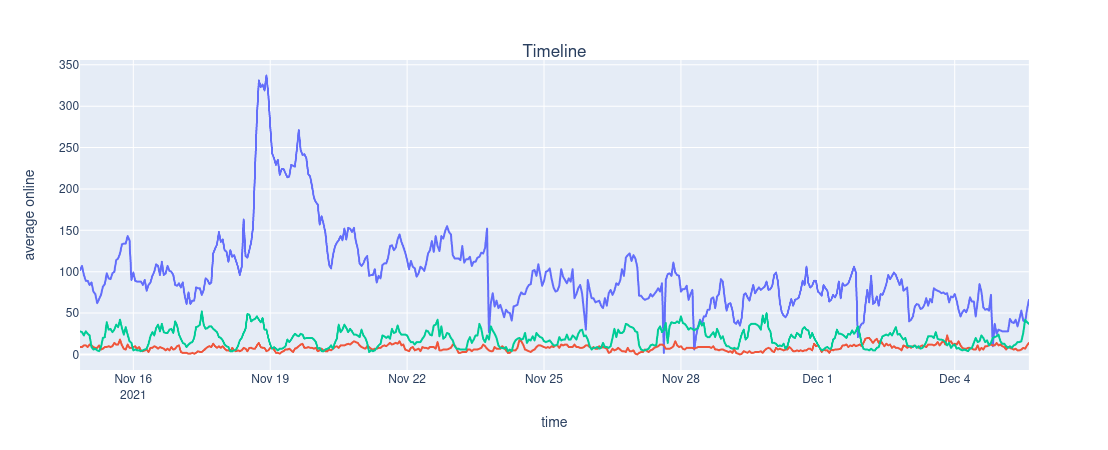 Timeline
350
300
250
200
150
100
50
0
average online
Nov 16
2021
Nov 19
Nov 22
Nov 25
Nov 28
Dec 1
Dec 4
time